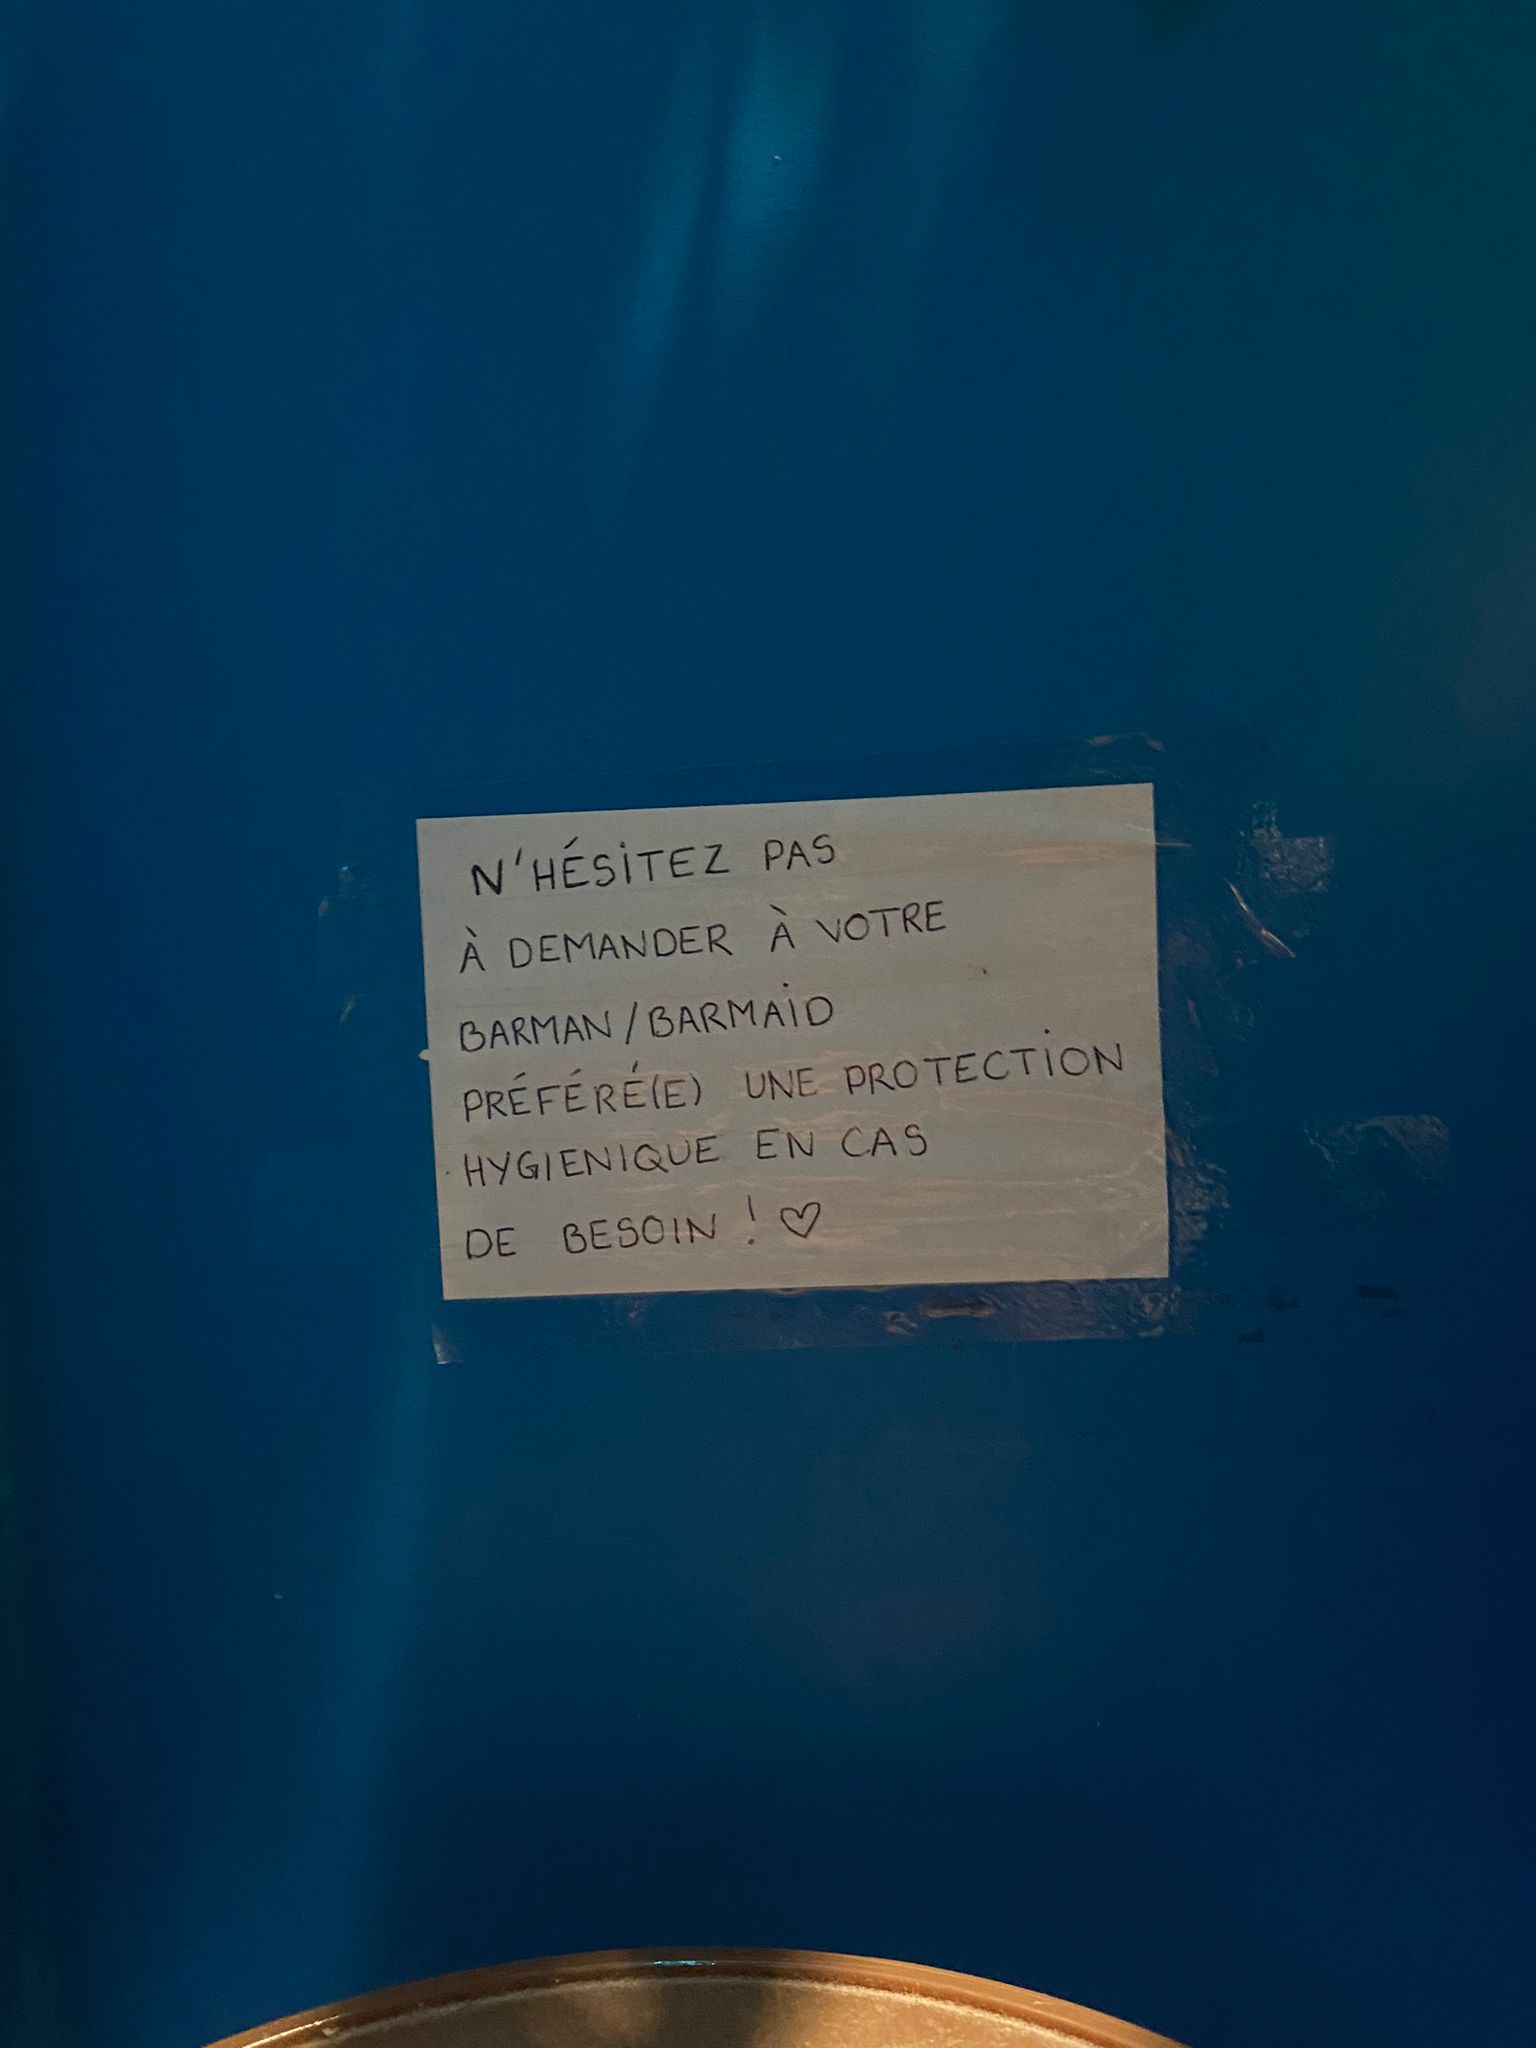 N'HÉSITEZ PAS
À DEMANDER À VOTRE
BARMAN/BARMAID
PRÉFÉRÉ(E) UNE PROTECTION
HYGIENIQUE EN CAS
DE BESOIN ! ♡